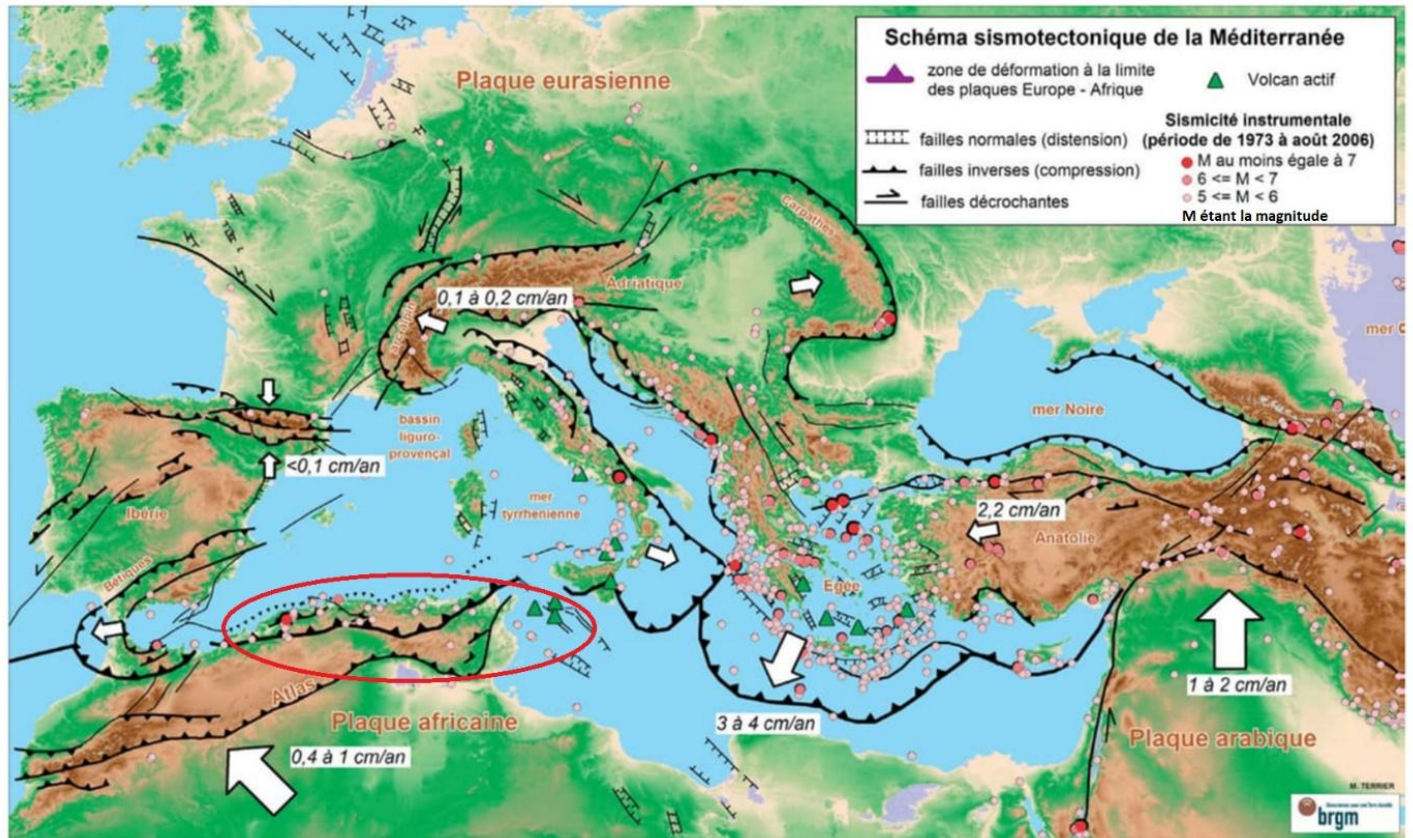 Schéma sismotectonique de la Méditerranée
zone de déformation à la limite
des plaques Europe - Afrique
Volcan actif
Sismicité instrumentale
(période de 1973 à août 2006)
failles normales (distension)
M au moins égale à 7
failles inverses (compression)
6 <= M < 7
5 <= M < 6
failles décrochantes
M étant la magnitude
Plaque eurasienne
Carpathes
Adriatique
0,1 à 0,2 cm/an
arc alpin
mer
mer Noire
bassin
liguro-
provençal
<0,1 cm/an
mer
tyrrhenienne
Ibérie
2,2 cm/an
Anatolie
Bétiques
Egée
Atlas
1 à 2 cm/an
Plaque africaine
3 à 4 cm/an
Plaque arabique
0,4 à 1 cm/an
M. TERRIER
brgm